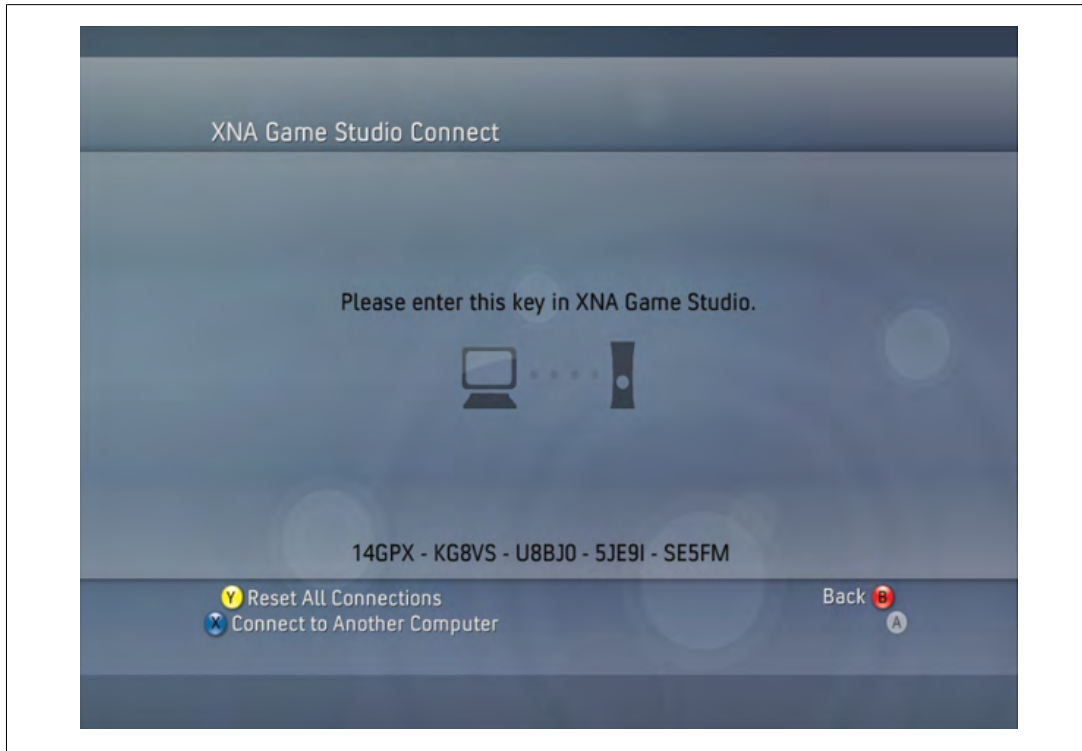 XNA Game Studio Connect
Please enter this key in XNA Game Studio.
14GPX - KG8VS - U8BJ0 - 5JE9I - SE5FM
Y Reset All Connections
Back B
X Connect to Another Computer
A